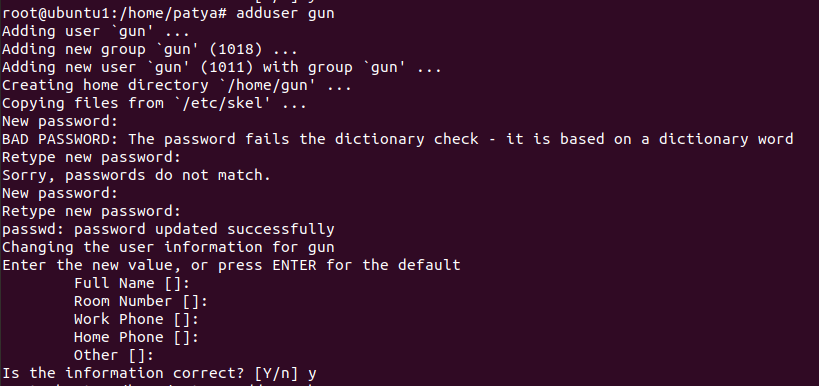 root@ubuntu1:/home/patya# adduser gun
Adding user `gun' ...
Adding new group `gun' (1018) ...
Adding new user `gun' (1011) with group `gun' ...
Creating home directory `/home/gun' ...
Copying files from `/etc/skel' ...
New password:
BAD PASSWORD: The password fails the dictionary check - it is based on a dictionary word
Retype new password:
Sorry, passwords do not match.
New password:
Retype new password:
passwd: password updated successfully
Changing the user information for gun
Enter the new value, or press ENTER for the default
Full Name []:
Room Number []:
Work Phone []:
Home Phone []:
Other []:
Is the information correct? [Y/n] y